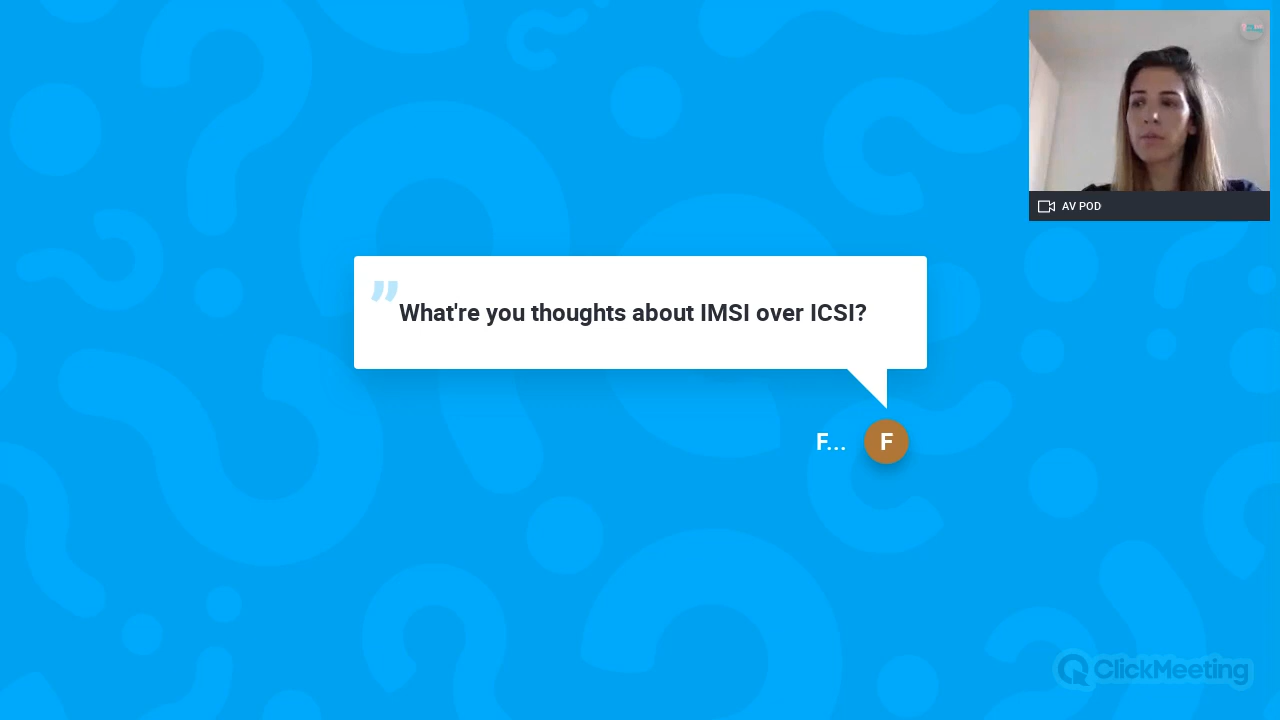 AV POD
What're you thoughts about IMSI over ICSI?
F...
F
ClickMeeting